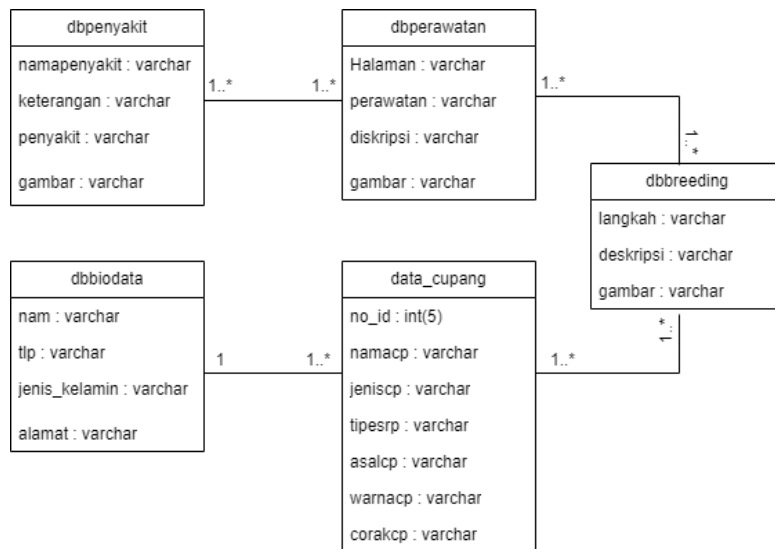 dbpenyakit
namapenyakit : varchar
keterangan : varchar
penyakit : varchar
gambar : varchar
1..*
1..*
dbperawatan
Halaman : varchar
perawatan : varchar
diskripsi : varchar
gambar : varchar
1..*
1..*
dbbreeding
langkah : varchar
deskripsi : varchar
gambar : varchar
dbbiodata
nam : varchar
tlp : varchar
jenis_kelamin : varchar
alamat : varchar
1
1..*
data_cupang
no_id : int(5)
namacp : varchar
jeniscp : varchar
tipesrp : varchar
asalcp : varchar
warnacp : varchar
corakcp : varchar
1..*
1..*